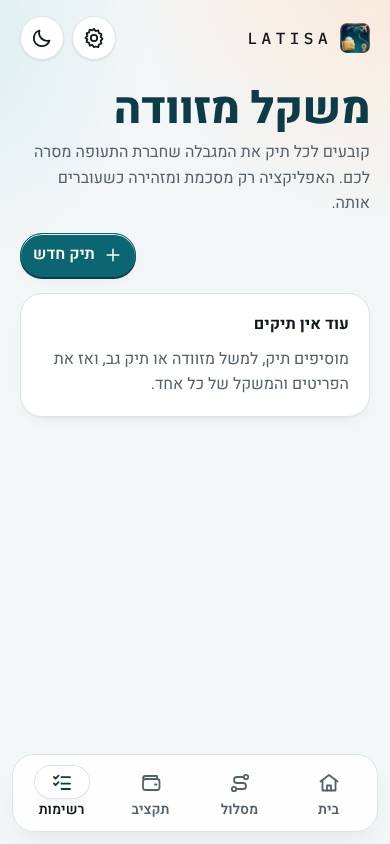 LATISA
משקל מזוודה
קובעים לכל תיק את המגבלה שחברת התעופה מסרה
לכם. האפליקציה רק מסכמת ומזהירה כשעוברים
אותה.
תיק חדש
עוד אין תיקים
מוסיפים תיק, למשל מזוודה או תיק גב, ואז את
הפריטים והמשקל של כל אחד.
בית
מסלול
תקציב
רשימות